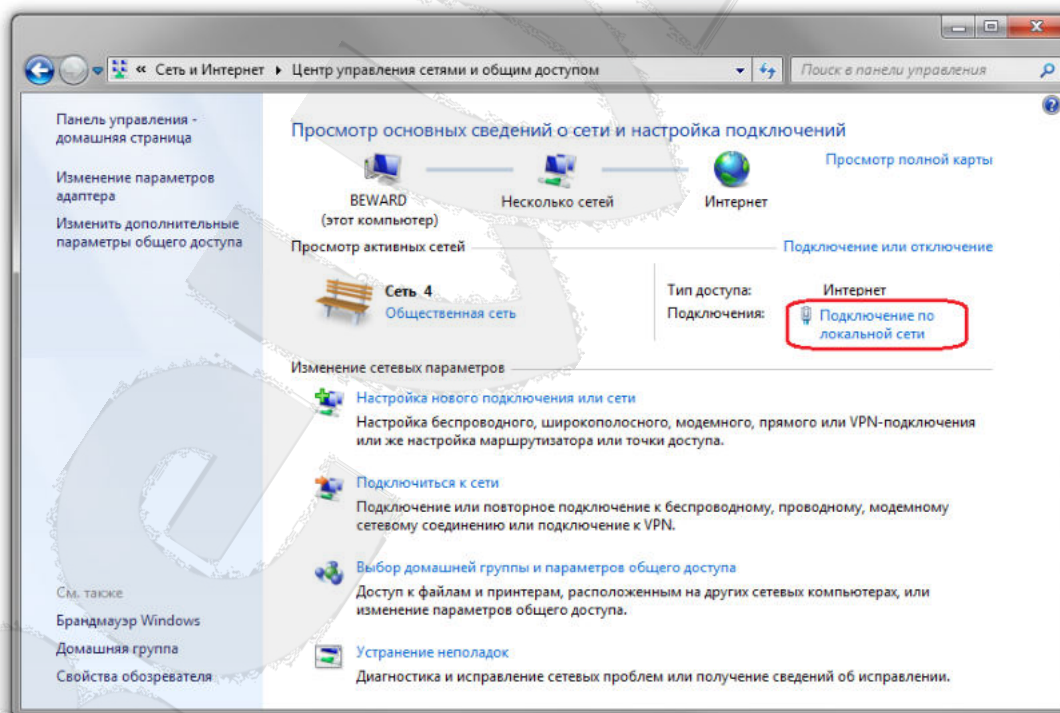 « Сеть и Интернет ▸ Центр управления сетями и общим доступом
Поиск в панели управления
Панель управления -
домашняя страница
Изменение параметров
адаптера
Изменить дополнительные
параметры общего доступа
См. также
Брандмауэр Windows
Домашняя группа
Свойства обозревателя
Просмотр основных сведений о сети и настройка подключений
Просмотр полной карты
BEWARD
(этот компьютер)
Несколько сетей
Интернет
Просмотр активных сетей
Подключение или отключение
Сеть 4
Общественная сеть
Тип доступа: Интернет
Подключения: Подключение по
локальной сети
Изменение сетевых параметров
Настройка нового подключения или сети
Настройка беспроводного, широкополосного, модемного, прямого или VPN-подключения
или же настройка маршрутизатора или точки доступа.
Подключиться к сети
Подключение или повторное подключение к беспроводному, проводному, модемному
сетевому соединению или подключение к VPN.
Выбор домашней группы и параметров общего доступа
Доступ к файлам и принтерам, расположенным на других сетевых компьютерах, или
изменение параметров общего доступа.
Устранение неполадок
Диагностика и исправление сетевых проблем или получение сведений об исправлении.